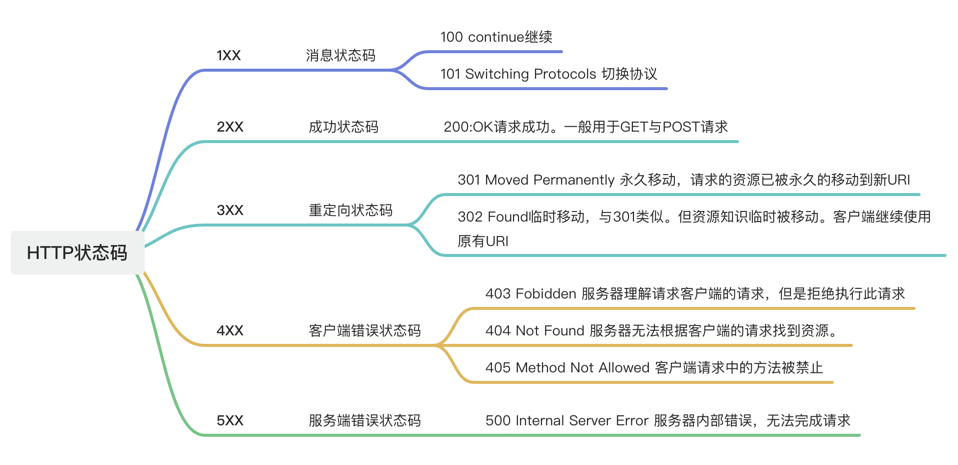 HTTP状态码
1XX 消息状态码
100 continue继续
101 Switching Protocols 切换协议
2XX 成功状态码
200:OK请求成功。一般用于GET与POST请求
3XX 重定向状态码
301 Moved Permanently 永久移动，请求的资源已被永久的移动到新URI
302 Found临时移动，与301类似。但资源知识临时被移动。客户端继续使用
原有URI
4XX 客户端错误状态码
403 Fobidden 服务器理解请求客户端的请求，但是拒绝执行此请求
404 Not Found 服务器无法根据客户端的请求找到资源。
405 Method Not Allowed 客户端请求中的方法被禁止
5XX 服务端错误状态码
500 Internal Server Error 服务器内部错误，无法完成请求